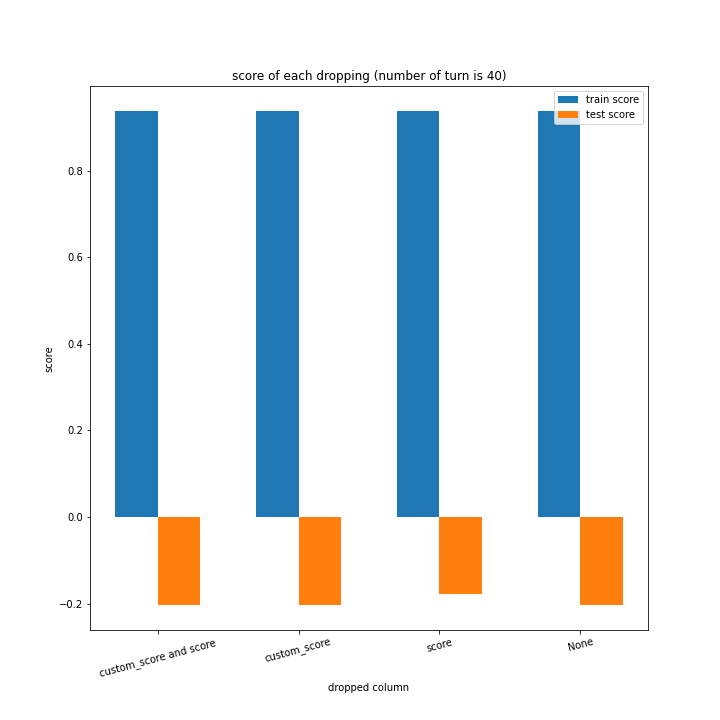 score of each dropping (number of turn is 40)
train score
test score
0.8
0.6
0.4
0.2
0.0
−0.2
score
custom_score and score
custom_score
score
None
dropped column